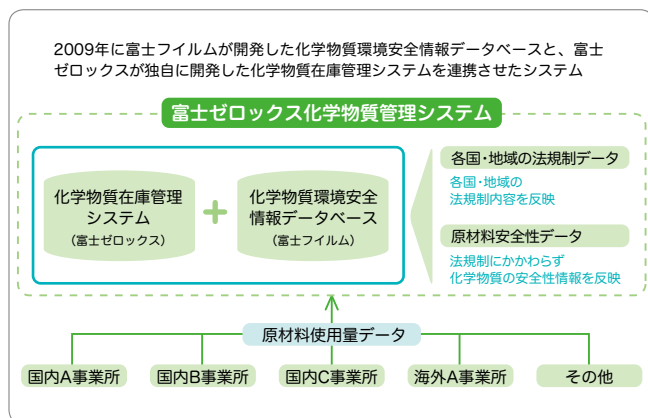 2009年に富士フイルムが開発した化学物質環境安全情報データベースと、富士
ゼロックスが独自に開発した化学物質在庫管理システムを連携させたシステム
富士ゼロックス化学物質管理システム
化学物質在庫管理
システム
(富士ゼロックス)
+
化学物質環境安全
情報データベース
(富士フイルム)
各国・地域の法規制データ
各国・地域の
法規制内容を反映
原材料安全性データ
法規制にかかわらず
化学物質の安全性情報を反映
原材料使用量データ
国内A事業所
国内B事業所
国内C事業所
海外A事業所
その他